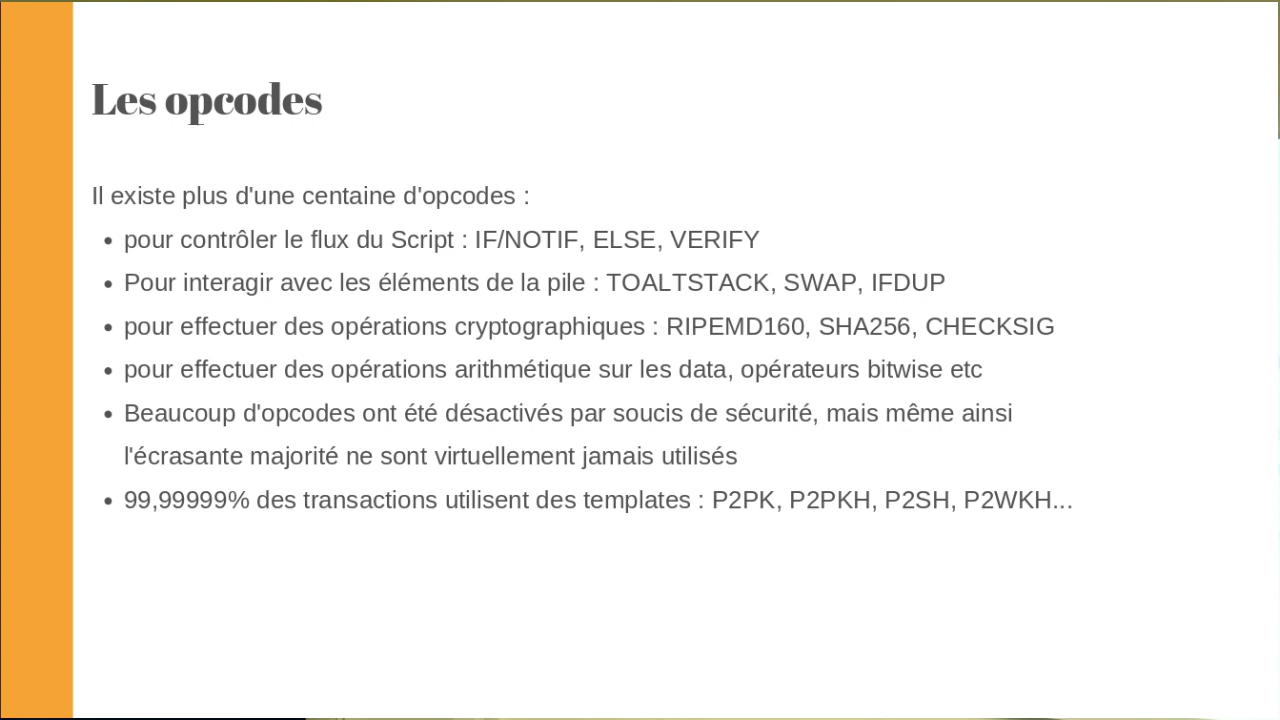 Les opcodes
Il existe plus d'une centaine d'opcodes :
• pour contrôler le flux du Script : IF/NOTIF, ELSE, VERIFY
• Pour interagir avec les éléments de la pile : TOALTSTACK, SWAP, IFDUP
• pour effectuer des opérations cryptographiques : RIPEMD160, SHA256, CHECKSIG
• pour effectuer des opérations arithmétique sur les data, opérateurs bitwise etc
• Beaucoup d'opcodes ont été désactivés par soucis de sécurité, mais même ainsi
l'écrasante majorité ne sont virtuellement jamais utilisés
• 99,99999% des transactions utilisent des templates : P2PK, P2PKH, P2SH, P2WKH...